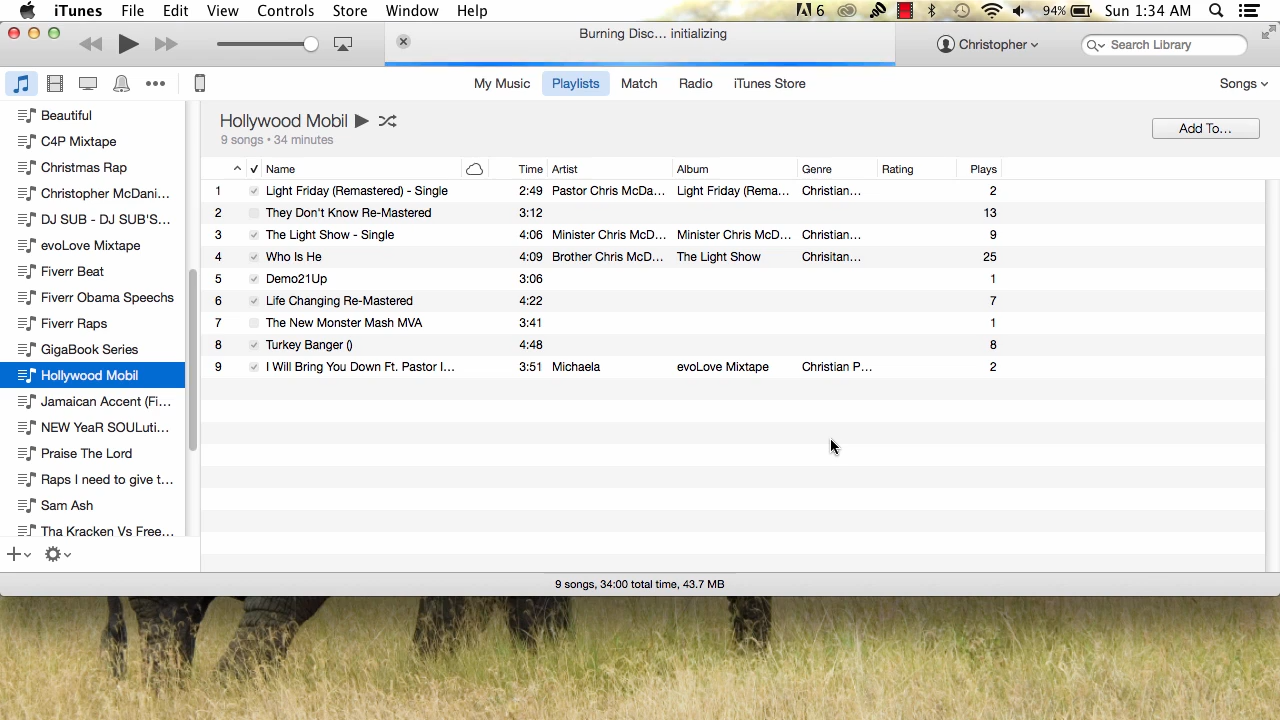 iTunes File Edit View Controls Store Window Help 6 94% Sun 1:34 AM
Burning Disc... initializing
Christopher
Search Library
My Music Playlists Match Radio iTunes Store Songs
Beautiful
C4P Mixtape
Christmas Rap
Christopher McDani...
DJ SUB - DJ SUB'S...
evoLove Mixtape
Fiverr Beat
Fiverr Obama Speechs
Fiverr Raps
GigaBook Series
Hollywood Mobil
Jamaican Accent (Fi...
NEW YeaR SOULuti...
Praise The Lord
Raps I need to give t...
Sam Ash
Tha Kracken Vs Free...
Hollywood Mobil
9 songs • 34 minutes
Add To...
Name Time Artist Album Genre Rating Plays
1 Light Friday (Remastered) - Single 2:49 Pastor Chris McDa... Light Friday (Rema... Christian... 2
2 They Don't Know Re-Mastered 3:12 13
3 The Light Show - Single 4:06 Minister Chris McD... Minister Chris McD... Christian... 9
4 Who Is He 4:09 Brother Chris McD... The Light Show Chrisitan... 25
5 Demo21Up 3:06 1
6 Life Changing Re-Mastered 4:22 7
7 The New Monster Mash MVA 3:41 1
8 Turkey Banger () 4:48 8
9 I Will Bring You Down Ft. Pastor I... 3:51 Michaela evoLove Mixtape Christian P... 2
9 songs, 34:00 total time, 43.7 MB